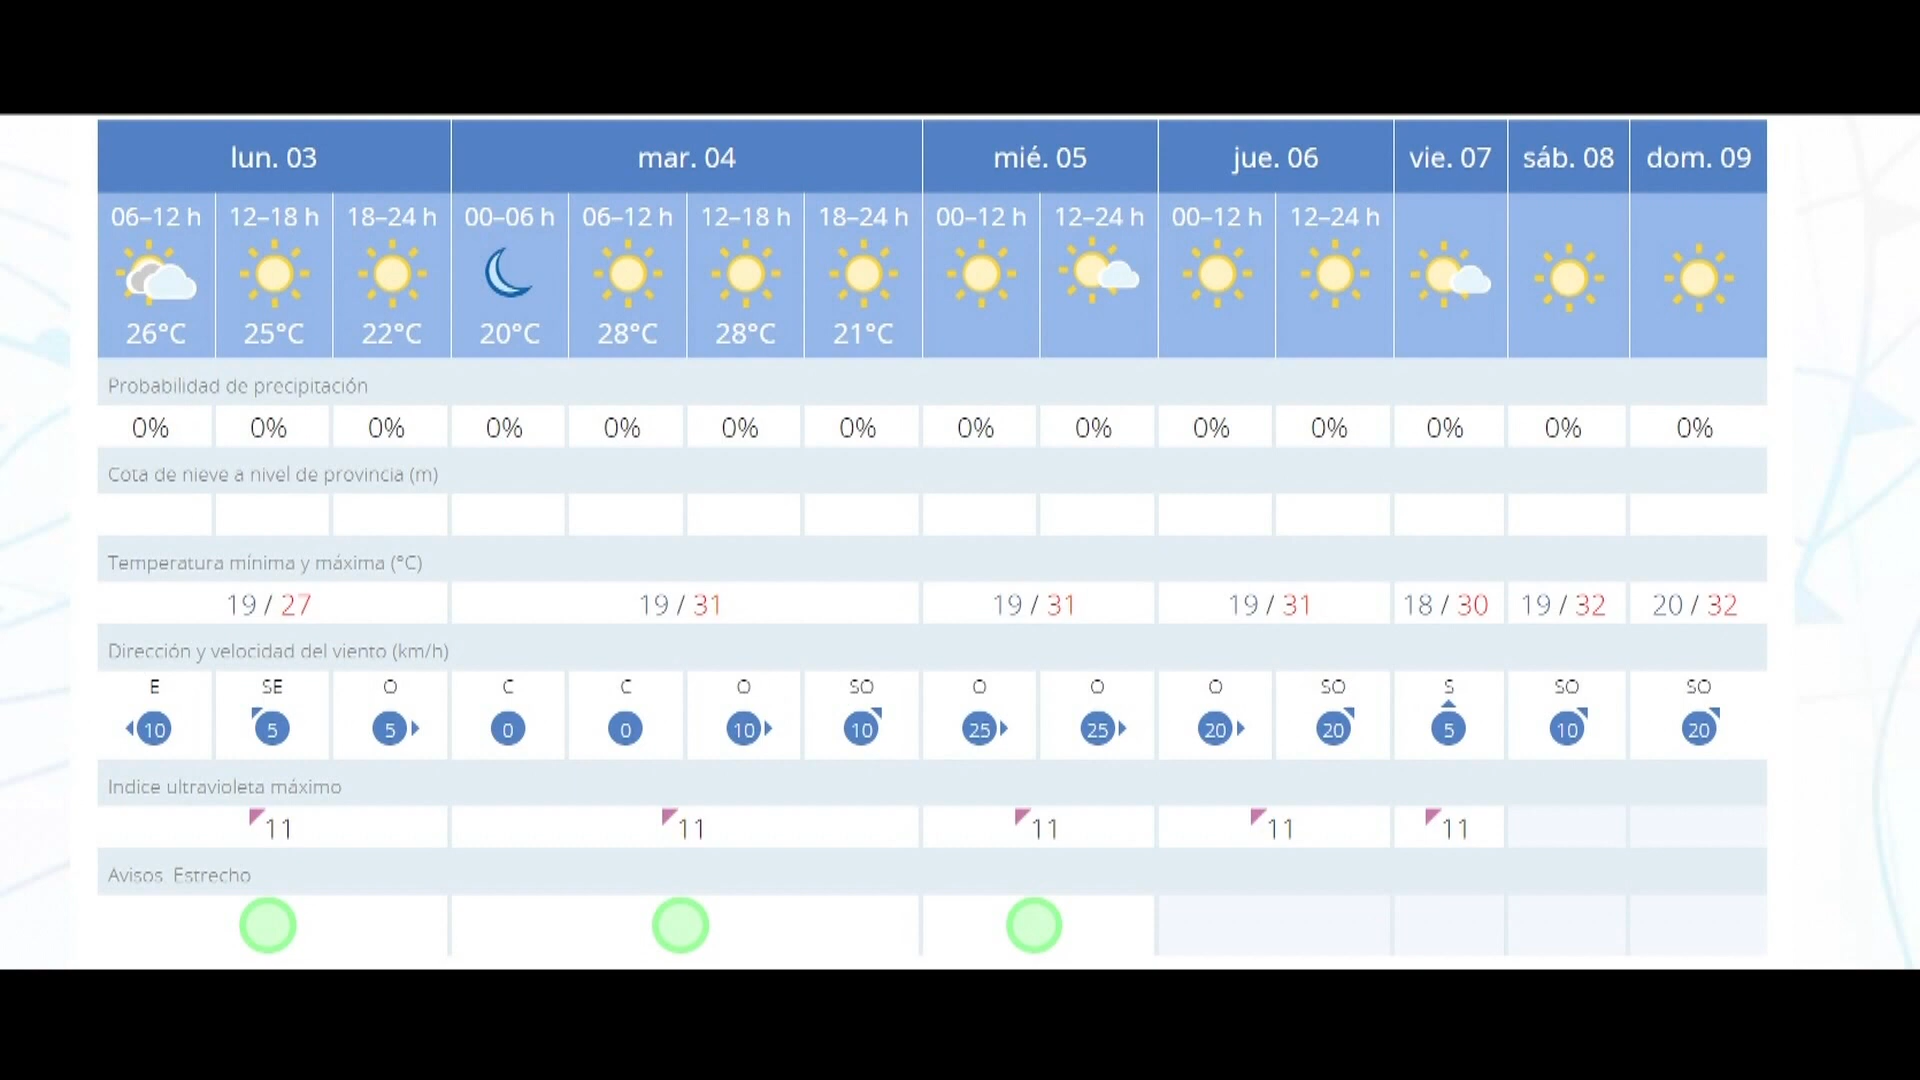 lun. 03 mar. 04 mié. 05 jue. 06 vie. 07 sáb. 08 dom. 09
06–12 h 12–18 h 18–24 h 00–06 h 06–12 h 12–18 h 18–24 h 00–12 h 12–24 h 00–12 h 12–24 h
26°C 25°C 22°C 20°C 28°C 28°C 21°C
Probabilidad de precipitación
0% 0% 0% 0% 0% 0% 0% 0% 0% 0% 0% 0% 0% 0%
Cota de nieve a nivel de provincia (m)
Temperatura mínima y máxima (°C)
19 / 27 19 / 31 19 / 31 19 / 31 18 / 30 19 / 32 20 / 32
Dirección y velocidad del viento (km/h)
E SE O C C O SO O O O SO S SO SO
10 5 5 0 0 10 10 25 25 20 20 5 10 20
Indice ultravioleta máximo
11 11 11 11 11
Avisos Estrecho